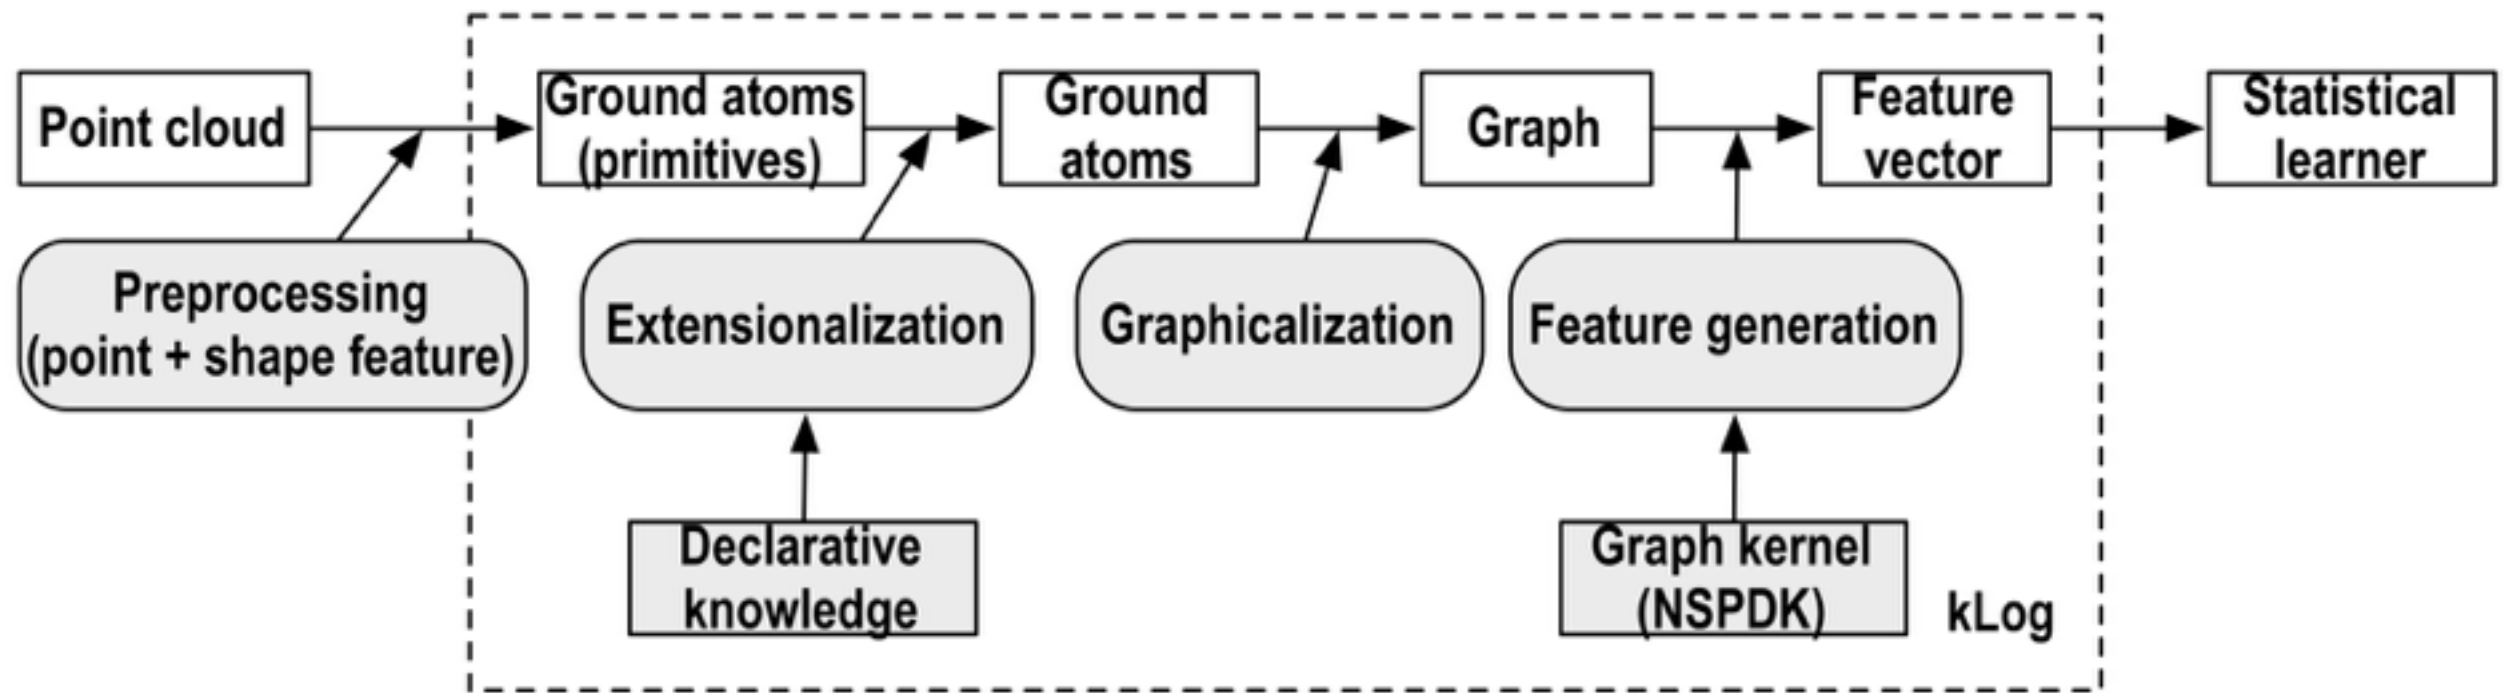 Point cloud
Ground atoms
(primitives)
Ground
atoms
Graph
Feature
vector
Statistical
learner
Preprocessing
(point + shape feature)
Extensionalization
Graphicalization
Feature generation
Declarative
knowledge
Graph kernel
(NSPDK)
kLog